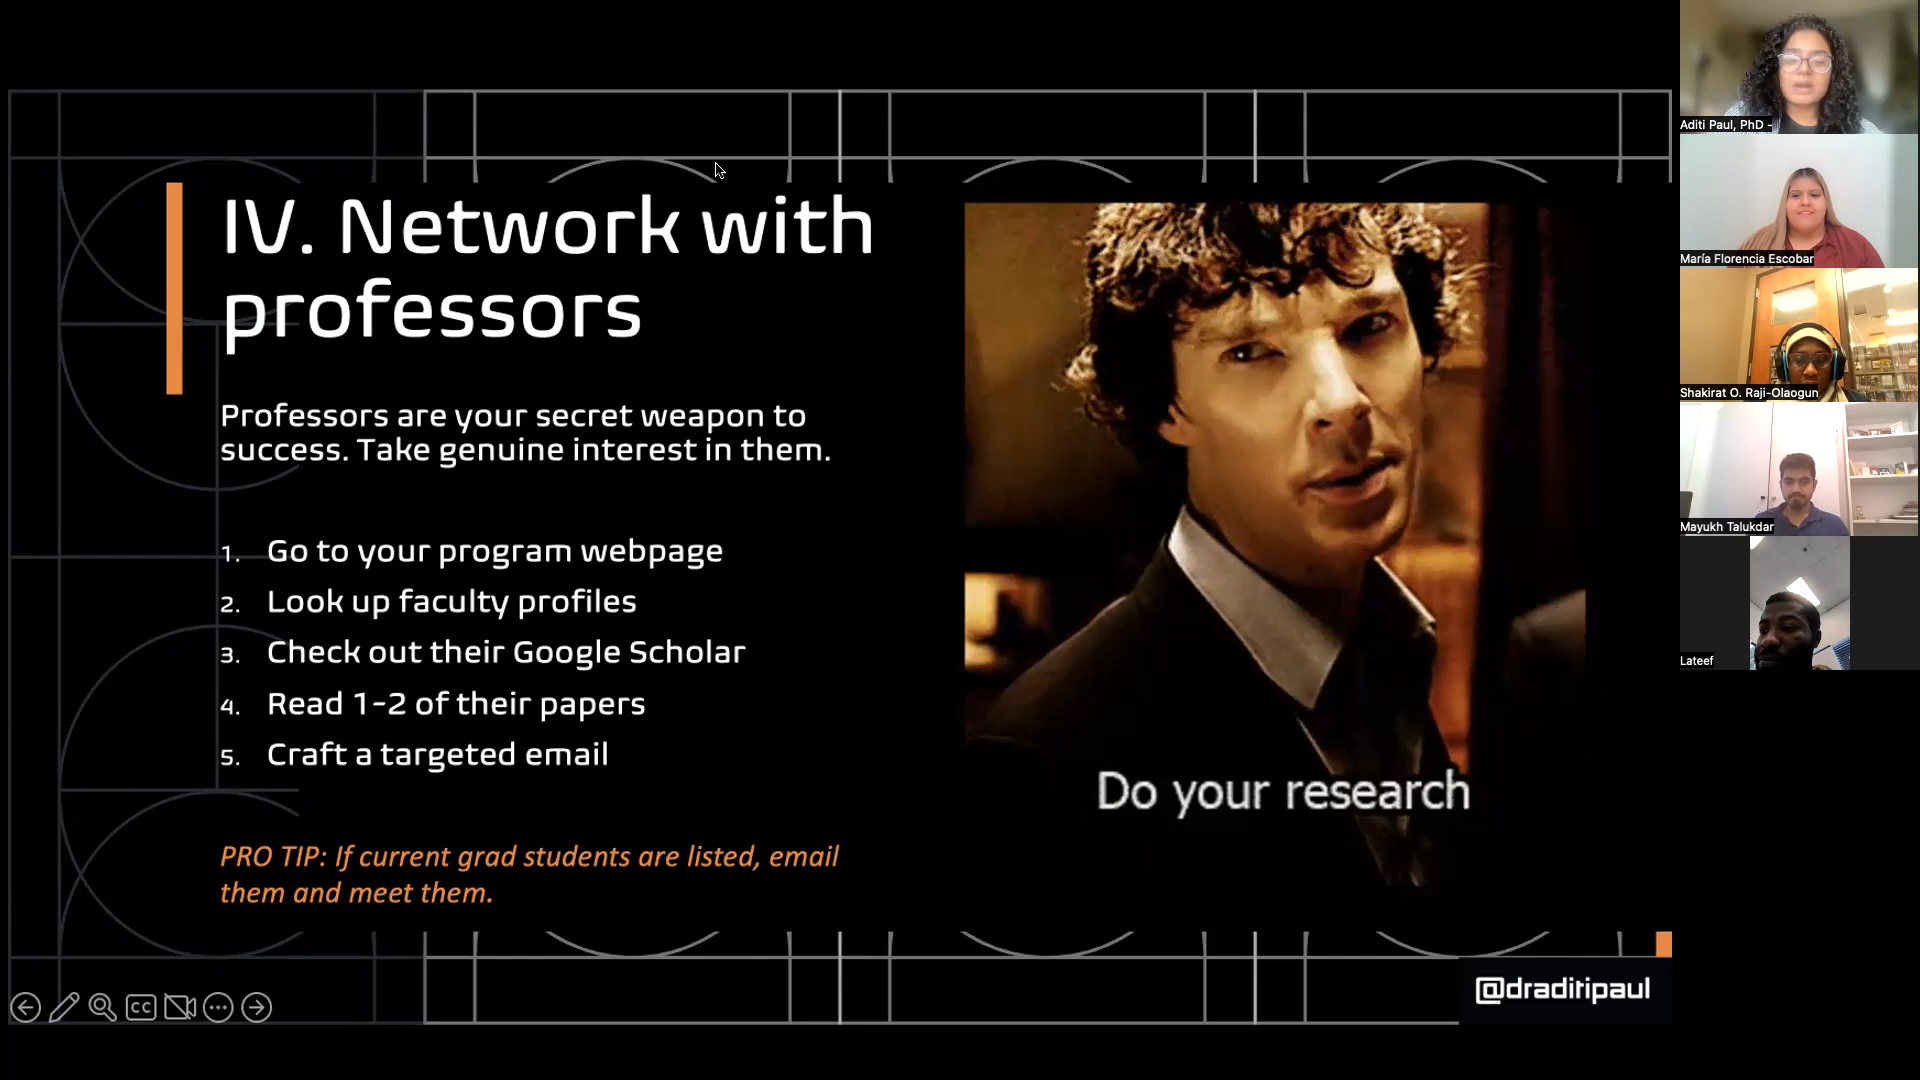 IV. Network with
professors
Professors are your secret weapon to
success. Take genuine interest in them.
1. Go to your program webpage
2. Look up faculty profiles
3. Check out their Google Scholar
4. Read 1-2 of their papers
5. Craft a targeted email
PRO TIP: If current grad students are listed, email
them and meet them.
Do your research
@draditipaul
CC
Aditi Paul, PhD -
María Florencia Escobar
Shakirat O. Raji-Olaogun
Mayukh Talukdar
Lateef